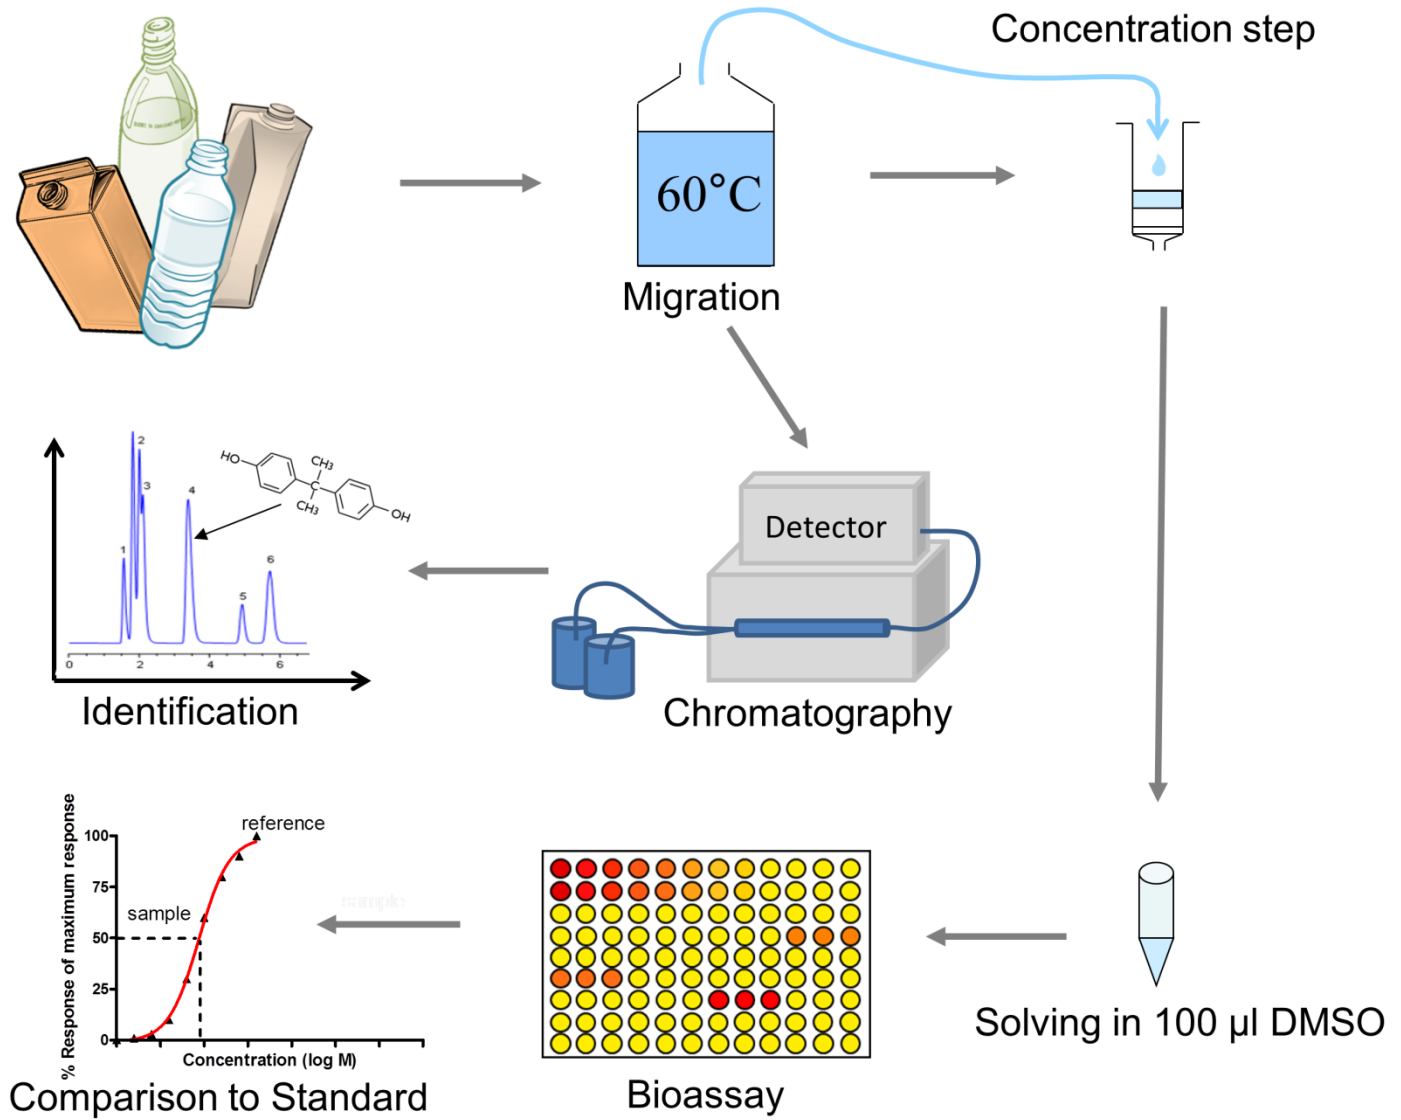 Concentration step
60°C
Migration
HO
CH3
C
CH3
OH
1
2
3
4
5
6
0
2
4
6
Identification
Detector
Chromatography
% Response of maximum response
100
75
50
25
0
reference
sample
Concentration (log M)
Comparison to Standard
sample
Bioassay
Solving in 100 µl DMSO